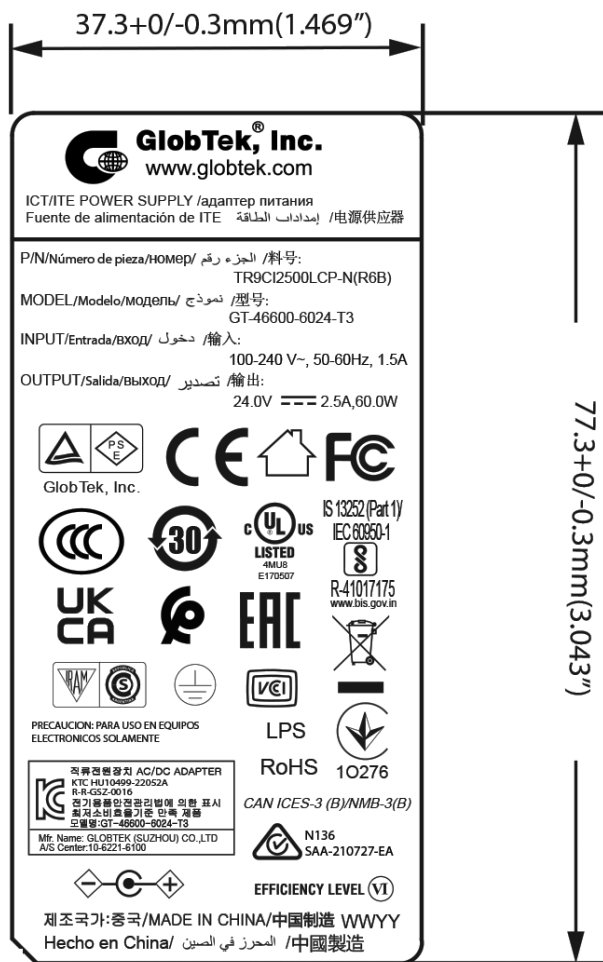 37.3+0/-0.3mm(1.469")
GlobTek, Inc.®
www.globtek.com
ICT/ITE POWER SUPPLY /адаптер питания
Fuente de alimentación de ITE إمدادات الطاقة /电源供应器
P/N/Número de pieza/номер/ الجزء رقم /料号:
TR9CI2500LCP-N(R6B)
MODEL/Modelo/модель/ نموذج /型号:
GT-46600-6024-T3
INPUT/Entrada/вход/ دخول /输入:
100-240 V~, 50-60Hz, 1.5A
OUTPUT/Salida/выход/ تصدير /输出:
24.0V 2.5A,60.0W
PS
E
GlobTek, Inc.
CE
FC
CCC
30
c UL US
®
LISTED
4MU8
E170507
IS 13252 (Part 1)/
IEC 60950-1
R-41017175
www.bis.gov.in
UK
CA
EAC
IRAM
S
VCI
PRECAUCION: PARA USO EN EQUIPOS
ELECTRONICOS SOLAMENTE
LPS
RoHS
1O276
직류전원장치 AC/DC ADAPTER
KTC HU10499-22052A
R-R-GSZ-0016
전기용품안전관리법에 의한 표시
최저소비효율기준 만족 제품
모델명:GT-46600-6024-T3
Mfr. Name: GLOBTEK (SUZHOU) CO.,LTD
A/S Center:10-6221-6100
CAN ICES-3 (B)/NMB-3(B)
N136
SAA-210727-EA
EFFICIENCY LEVEL VI
제조국가:중국/MADE IN CHINA/中国制造 WWYY
Hecho en China/ المحرز في الصين /中國製造
77.3+0/-0.3mm(3.043")